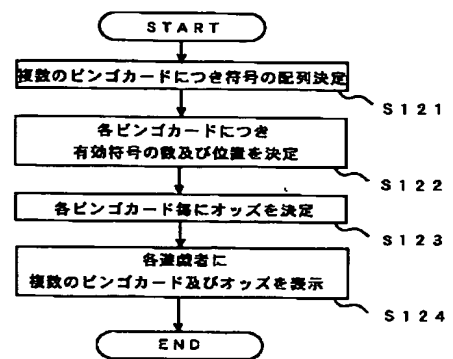 START
複数のビンゴカードにつき符号の配列決定
S121
各ビンゴカードにつき
有効符号の数及び位置を決定
S122
各ビンゴカード毎にオッズを決定
S123
各遊戯者に
複数のビンゴカード及びオッズを表示
S124
END